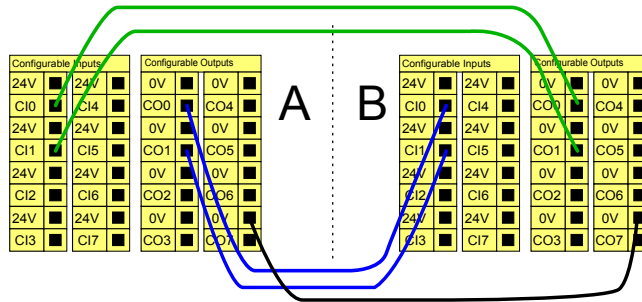 Configurable Inputs Configurable Outputs Configurable Inputs Configurable Outputs
24V 24V 0V 0V 24V 24V 0V 0V
CI0 CI4 CO0 CO4 A B CI0 CI4 CO0 CO4
24V 24V 0V 0V 24V 24V 0V 0V
CI1 CI5 CO1 CO5 CI1 CI5 CO1 CO5
24V 24V 0V 0V 24V 24V 0V 0V
CI2 CI6 CO2 CO6 CI2 CI6 CO2 CO6
24V 24V 0V 0V 24V 24V 0V 0V
CI3 CI7 CO3 CO7 CI3 CI7 CO3 CO7